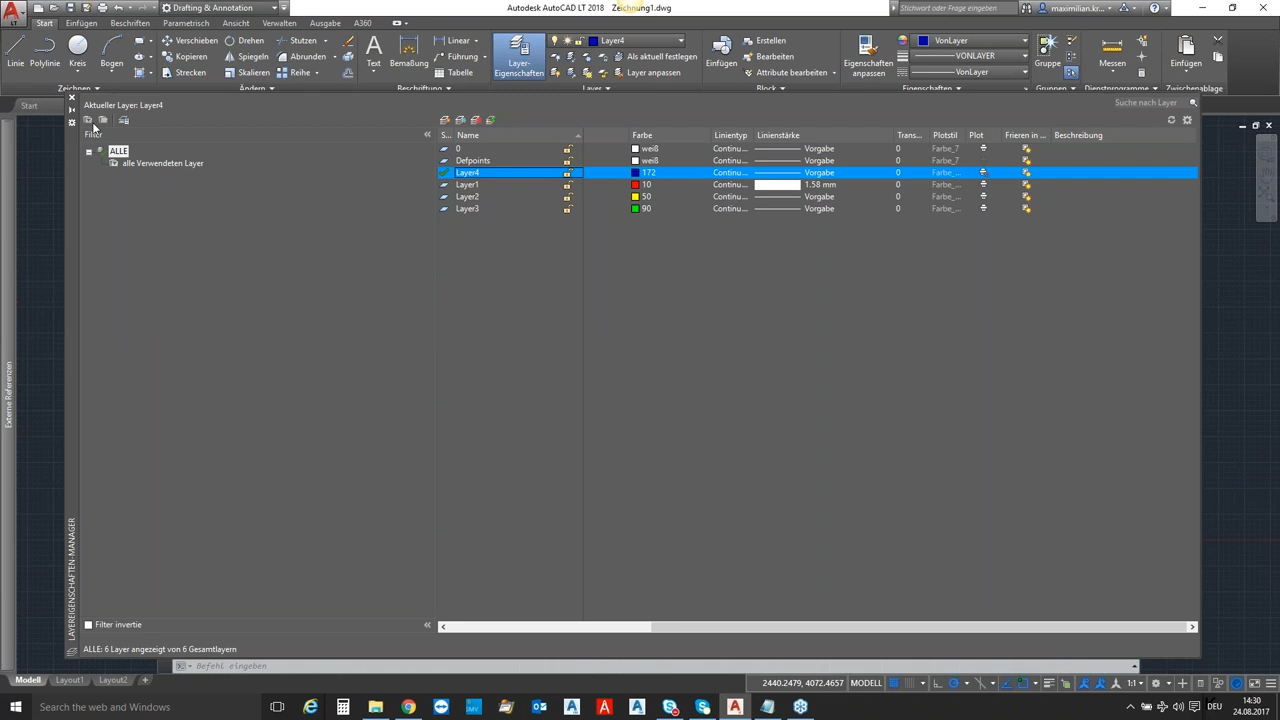 Drafting & Annotation
Autodesk AutoCAD LT 2018 Zeichnung1.dwg
Stichwort oder Frage eingeben
maximilian.kr...
LT
Start Einfügen Beschriften Parametrisch Ansicht Verwalten Ausgabe A360
Linie Polylinie Kreis Bogen
Verschieben Drehen Stutzen
Kopieren Spiegeln Abrunden
Strecken Skalieren Reihe
Text Bemaßung
Linear
Führung
Tabelle
Layer-
Eigenschaften
Layer4
Als aktuell festlegen
Layer anpassen
Einfügen
Erstellen
Bearbeiten
Attribute bearbeiten
Eigenschaften
anpassen
VonLayer
VONLAYER
VonLayer
Gruppe
Messen
Einfügen
Zeichnen Ändern Beschriftung Layer Block Eigenschaften Gruppen Dienstprogramme Zwischenablage
Start
Aktueller Layer: Layer4
Suche nach Layer
Filter
ALLE
alle Verwendeten Layer
S... Name Farbe Linientyp Linienstärke Trans... Plotstil Plot Frieren in ... Beschreibung
0 weiß Continu... Vorgabe 0 Farbe_7
Defpoints weiß Continu... Vorgabe 0 Farbe_7
Layer4 172 Continu... Vorgabe 0 Farbe_...
Layer1 10 Continu... 1.58 mm 0 Farbe_...
Layer2 50 Continu... Vorgabe 0 Farbe_...
Layer3 90 Continu... Vorgabe 0 Farbe_...
Externe Referenzen
LAYEREIGENSCHAFTEN-MANAGER
Filter invertie
ALLE: 6 Layer angezeigt von 6 Gesamtlayern
Befehl eingeben
Modell Layout1 Layout2 +
2440.2479, 4072.4657 MODELL
1:1
Search the web and Windows
DEU
14:30
24.08.2017